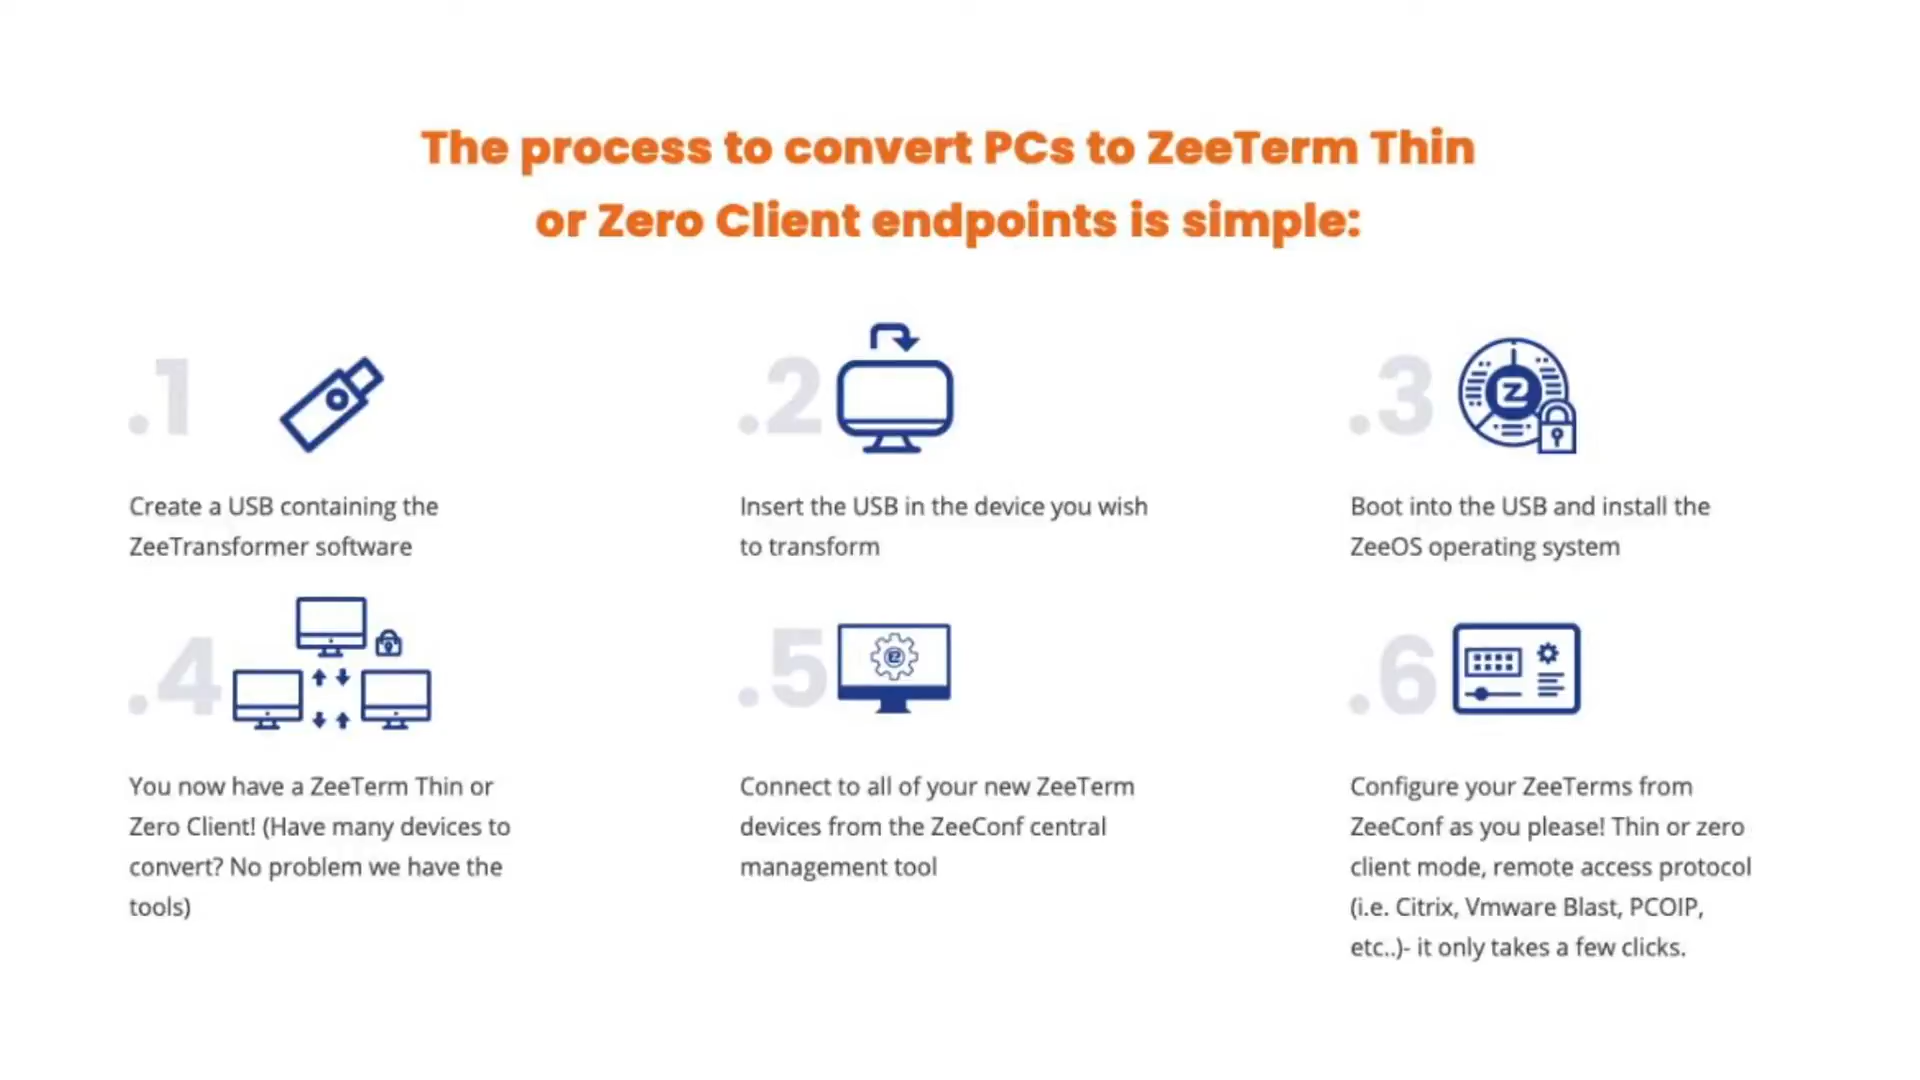 The process to convert PCs to ZeeTerm Thin
or Zero Client endpoints is simple:
.1
Create a USB containing the
ZeeTransformer software
.2
Insert the USB in the device you wish
to transform
.3
Z
Boot into the USB and install the
ZeeOS operating system
.4
You now have a ZeeTerm Thin or
Zero Client! (Have many devices to
convert? No problem we have the
tools)
.5
Z
Connect to all of your new ZeeTerm
devices from the ZeeConf central
management tool
.6
Configure your ZeeTerms from
ZeeConf as you please! Thin or zero
client mode, remote access protocol
(i.e. Citrix, Vmware Blast, PCOIP,
etc..)- it only takes a few clicks.